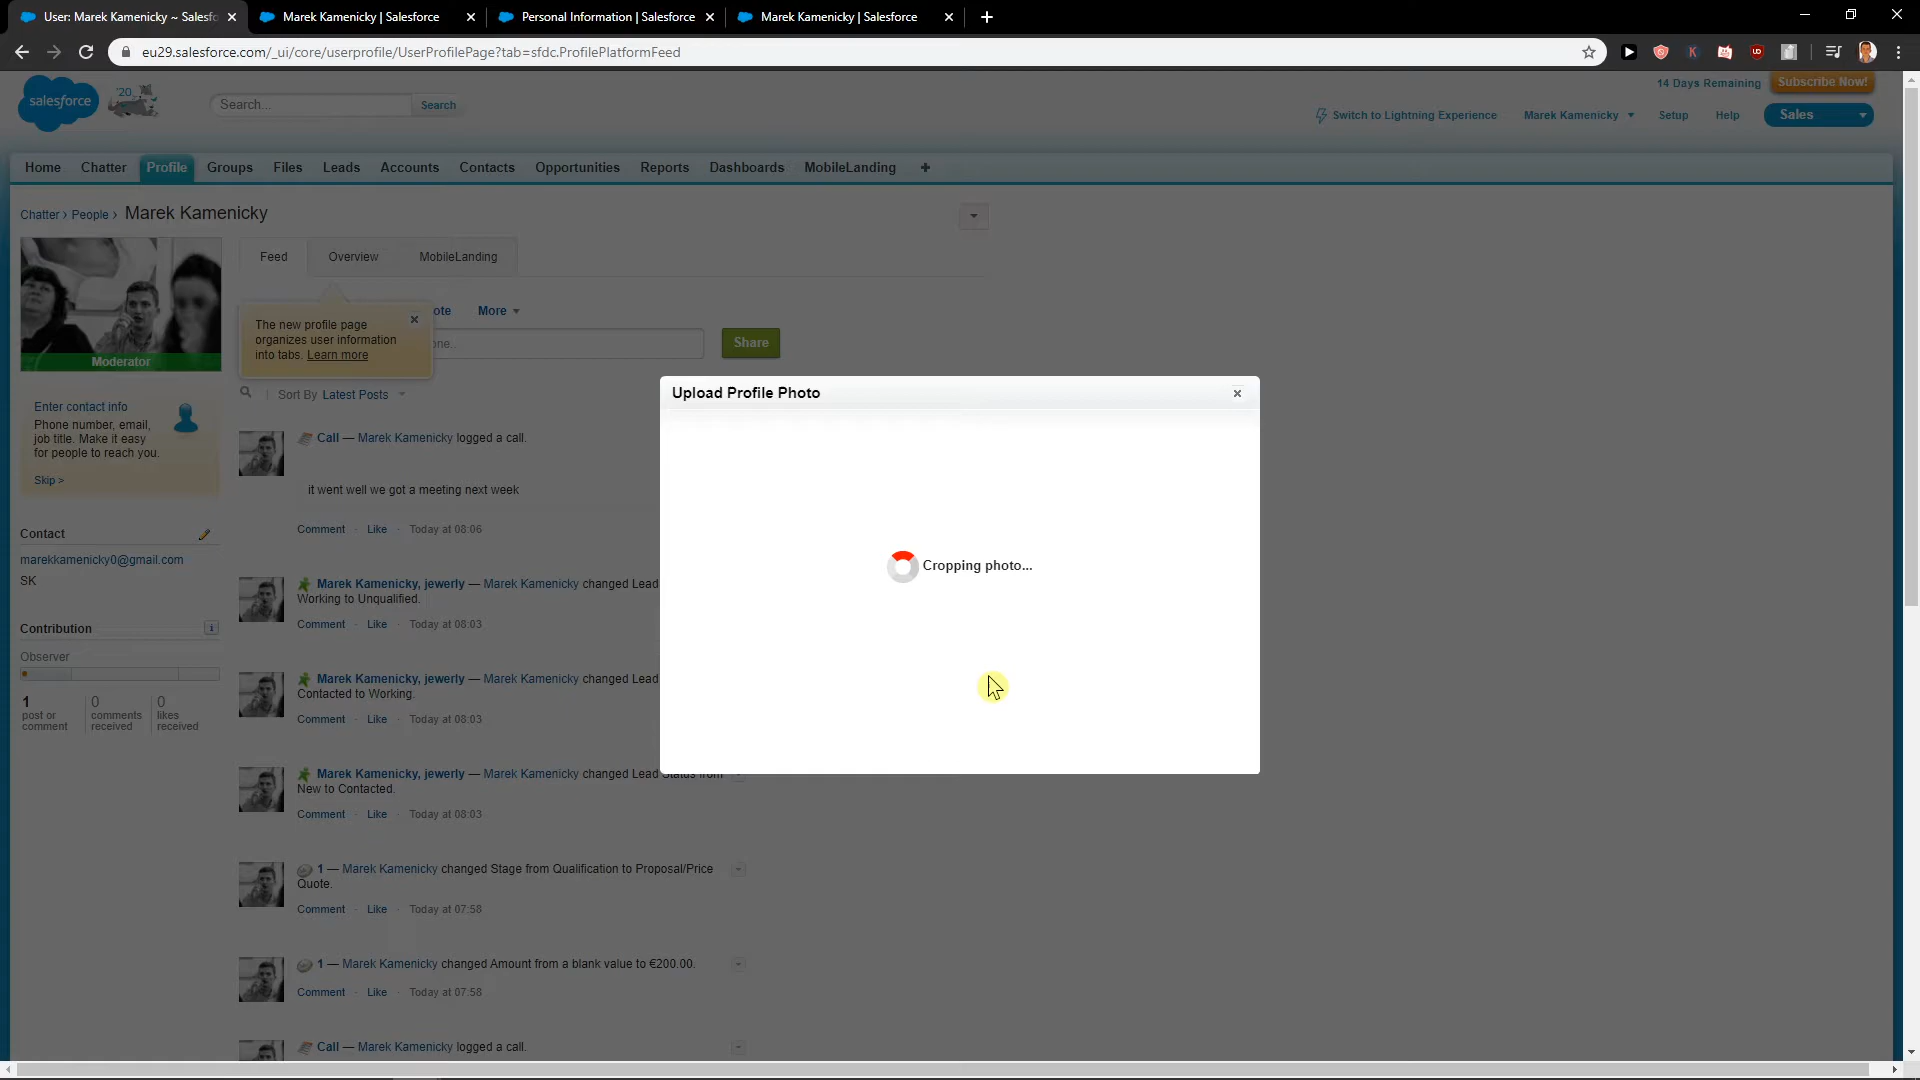 User: Marek Kamenicky ~ Salesfo
Marek Kamenicky | Salesforce
Personal Information | Salesforce
Marek Kamenicky | Salesforce
eu29.salesforce.com/_ui/core/userprofile/UserProfilePage?tab=sfdc.ProfilePlatformFeed
salesforce
'20
Search...
Search
14 Days Remaining
Subscribe Now!
Switch to Lightning Experience
Marek Kamenicky
Setup
Help
Sales
Home
Chatter
Profile
Groups
Files
Leads
Accounts
Contacts
Opportunities
Reports
Dashboards
MobileLanding
+
Chatter › People › Marek Kamenicky
Feed
Overview
MobileLanding
Moderator
The new profile page
organizes user information
into tabs. Learn more
ote
More
one..
Share
Sort By Latest Posts
Enter contact info
Phone number, email,
job title. Make it easy
for people to reach you.
Skip >
Contact
marekkamenicky0@gmail.com
SK
Contribution
i
Observer
1
post or
comment
0
comments
received
0
likes
received
Call — Marek Kamenicky logged a call.
it went well we got a meeting next week
Comment · Like · Today at 08:06
Marek Kamenicky, jewerly — Marek Kamenicky changed Lead
Working to Unqualified.
Comment · Like · Today at 08:03
Marek Kamenicky, jewerly — Marek Kamenicky changed Lead
Contacted to Working.
Comment · Like · Today at 08:03
Marek Kamenicky, jewerly — Marek Kamenicky changed Lead Status from
New to Contacted.
Comment · Like · Today at 08:03
1 — Marek Kamenicky changed Stage from Qualification to Proposal/Price
Quote.
Comment · Like · Today at 07:58
1 — Marek Kamenicky changed Amount from a blank value to €200.00.
Comment · Like · Today at 07:58
Call — Marek Kamenicky logged a call.
Upload Profile Photo
Cropping photo...